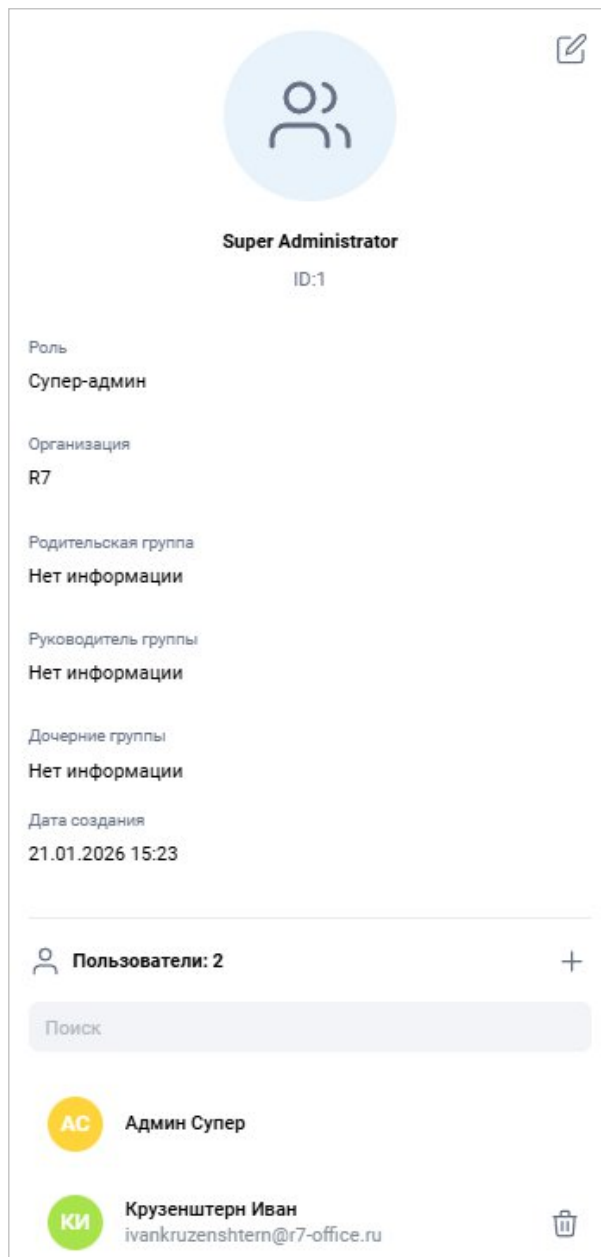 Super Administrator
ID:1
Роль
Супер-админ
Организация
R7
Родительская группа
Нет информации
Руководитель группы
Нет информации
Дочерние группы
Нет информации
Дата создания
21.01.2026 15:23
Пользователи: 2
Поиск
АС Админ Супер
КИ Крузенштерн Иван
ivankruzenshtern@r7-office.ru